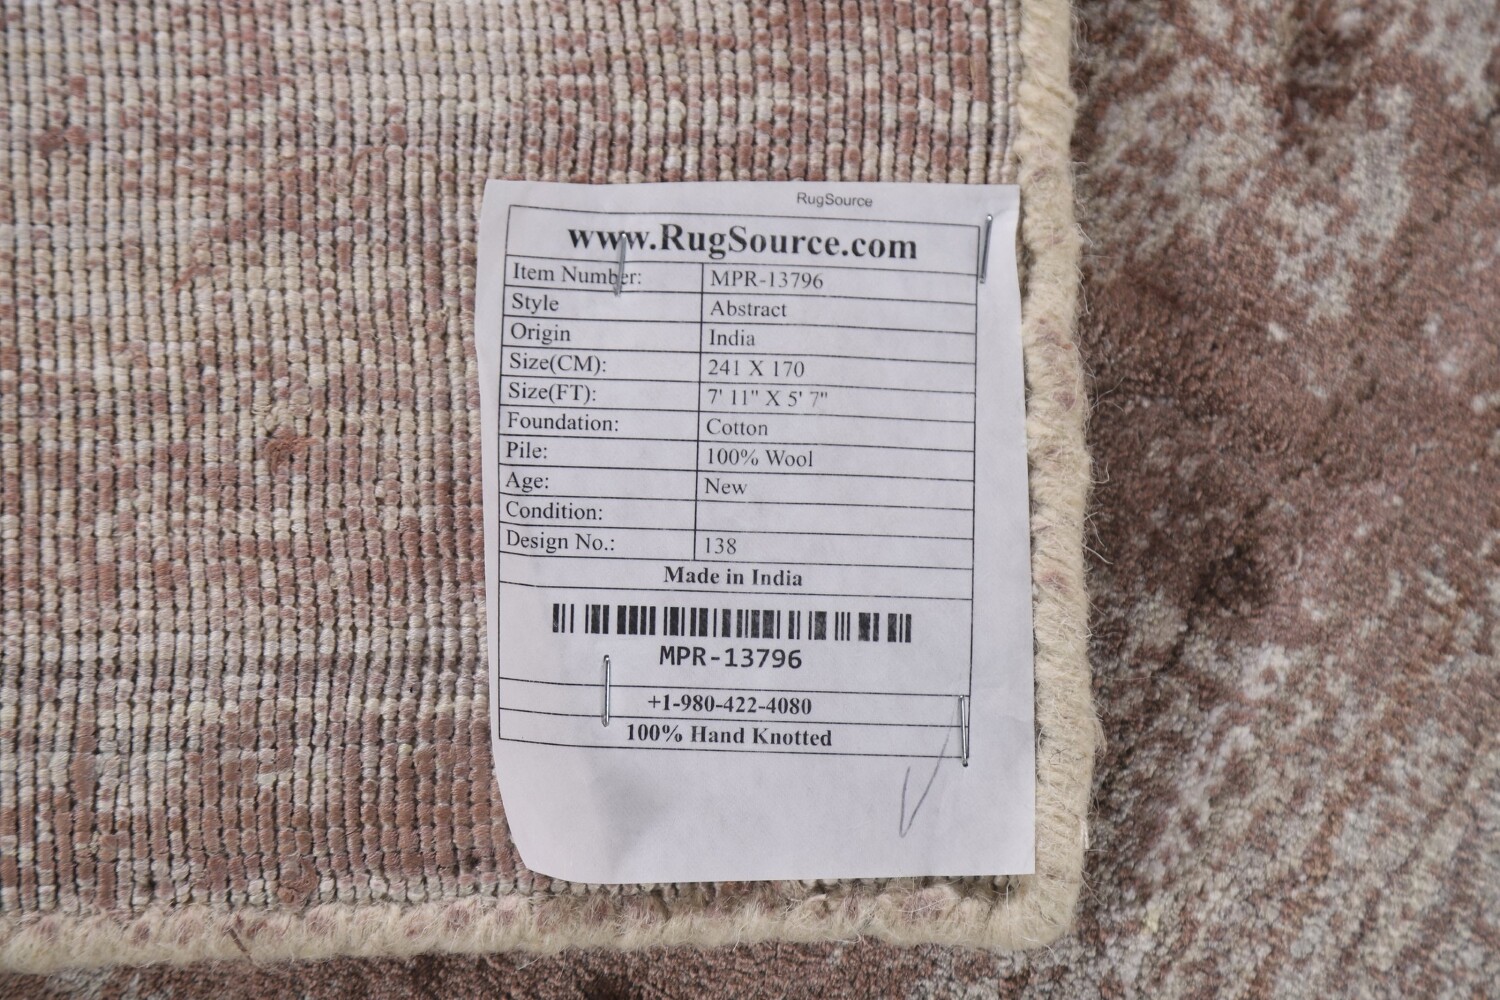 RugSource
www.RugSource.com
Item Number: MPR-13796
Style Abstract
Origin India
Size(CM): 241 X 170
Size(FT): 7' 11" X 5' 7"
Foundation: Cotton
Pile: 100% Wool
Age: New
Condition:
Design No.: 138
Made in India
MPR-13796
+1-980-422-4080
100% Hand Knotted